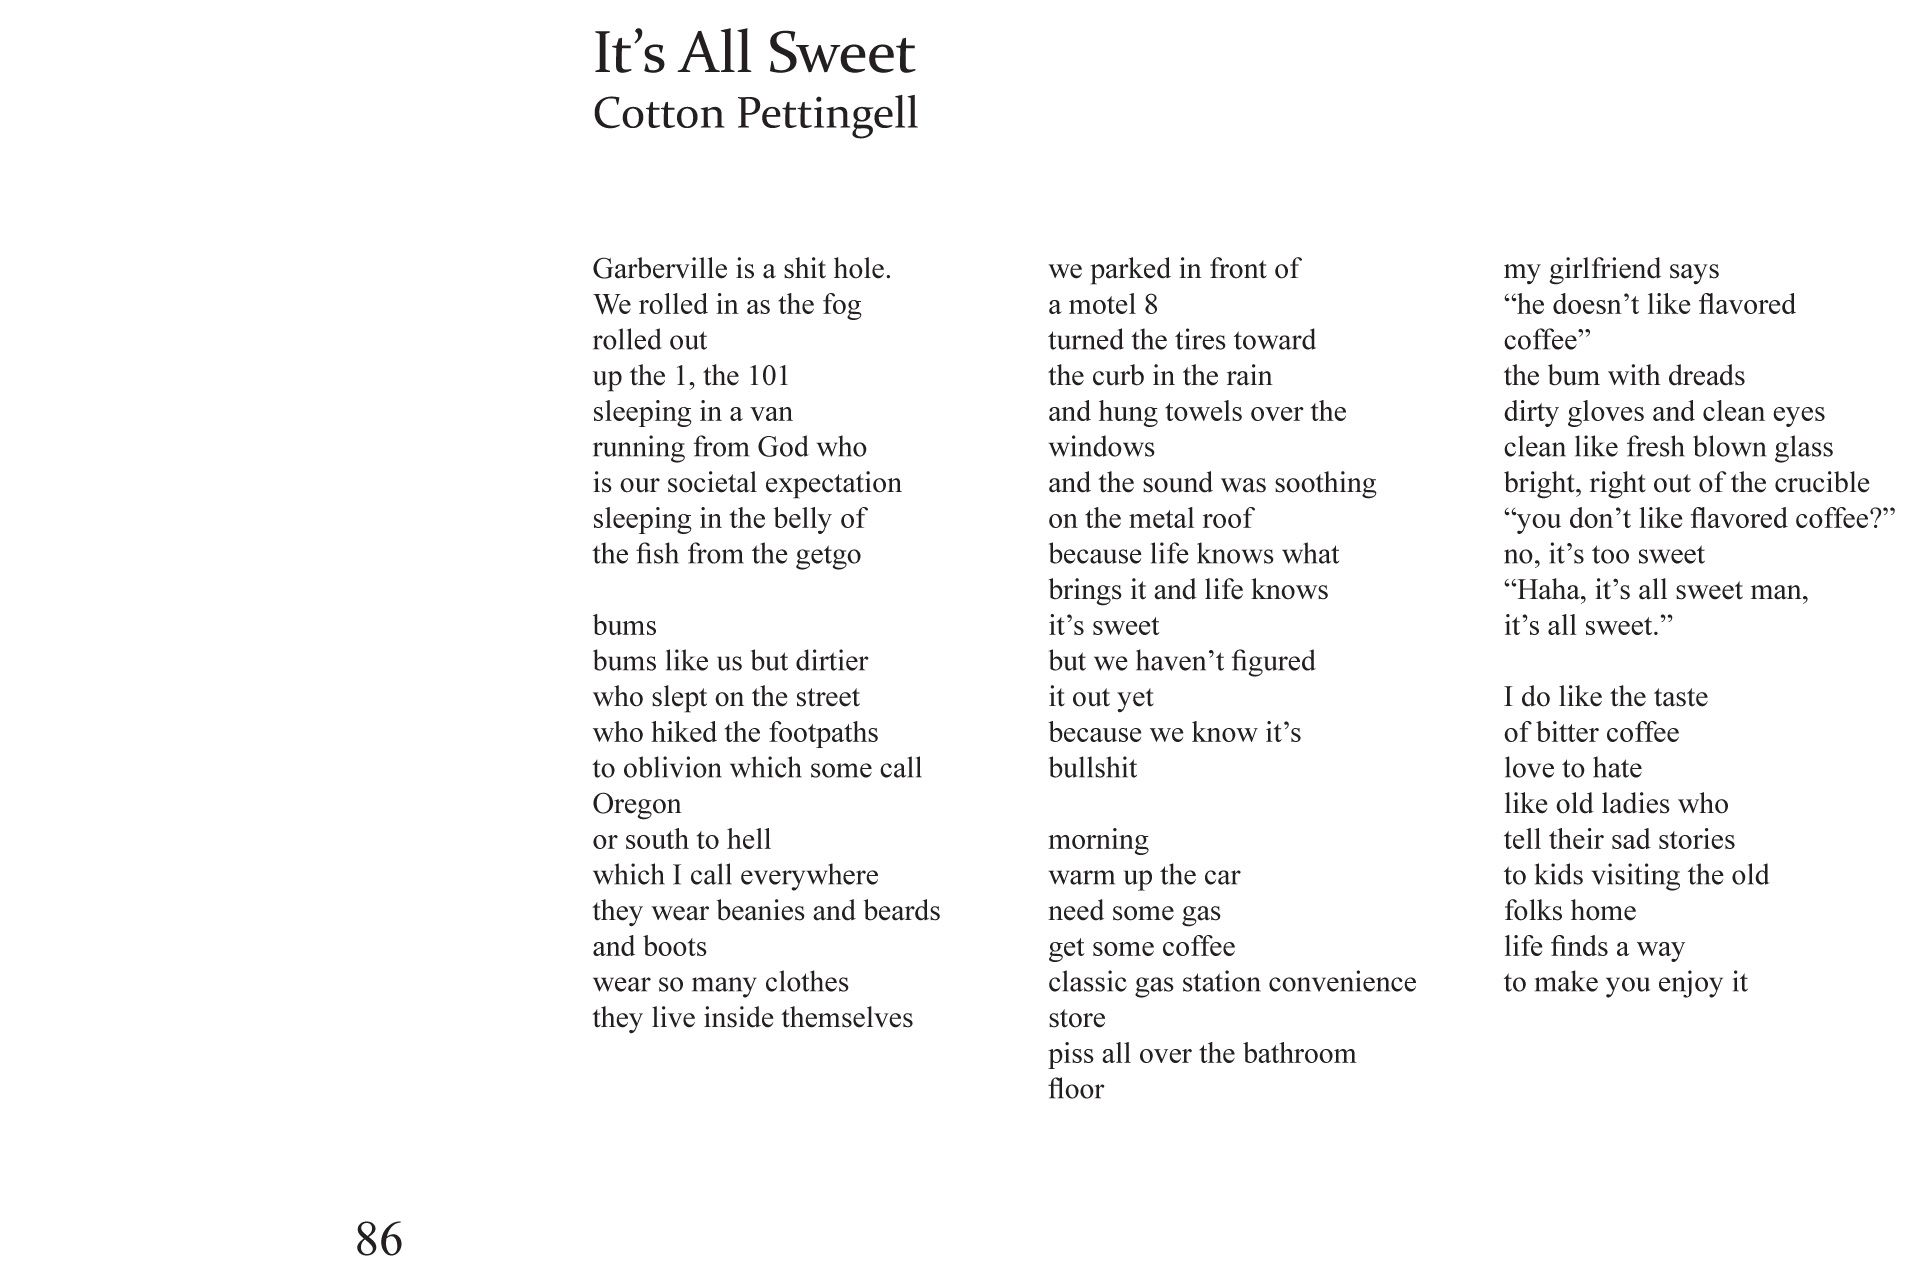 It’s All Sweet
Cotton Pettingell
Garberville is a shit hole.
We rolled in as the fog
rolled out
up the 1, the 101
sleeping in a van
running from God who
is our societal expectation
sleeping in the belly of
the fish from the getgo
bums
bums like us but dirtier
who slept on the street
who hiked the footpaths
to oblivion which some call
Oregon
or south to hell
which I call everywhere
they wear beanies and beards
and boots
wear so many clothes
they live inside themselves
we parked in front of
a motel 8
turned the tires toward
the curb in the rain
and hung towels over the
windows
and the sound was soothing
on the metal roof
because life knows what
brings it and life knows
it’s sweet
but we haven’t figured
it out yet
because we know it’s
bullshit
morning
warm up the car
need some gas
get some coffee
classic gas station convenience
store
piss all over the bathroom
floor
my girlfriend says
“he doesn’t like flavored
coffee”
the bum with dreads
dirty gloves and clean eyes
clean like fresh blown glass
bright, right out of the crucible
“you don’t like flavored coffee?”
no, it’s too sweet
“Haha, it’s all sweet man,
it’s all sweet.”
I do like the taste
of bitter coffee
love to hate
like old ladies who
tell their sad stories
to kids visiting the old
folks home
life finds a way
to make you enjoy it
86